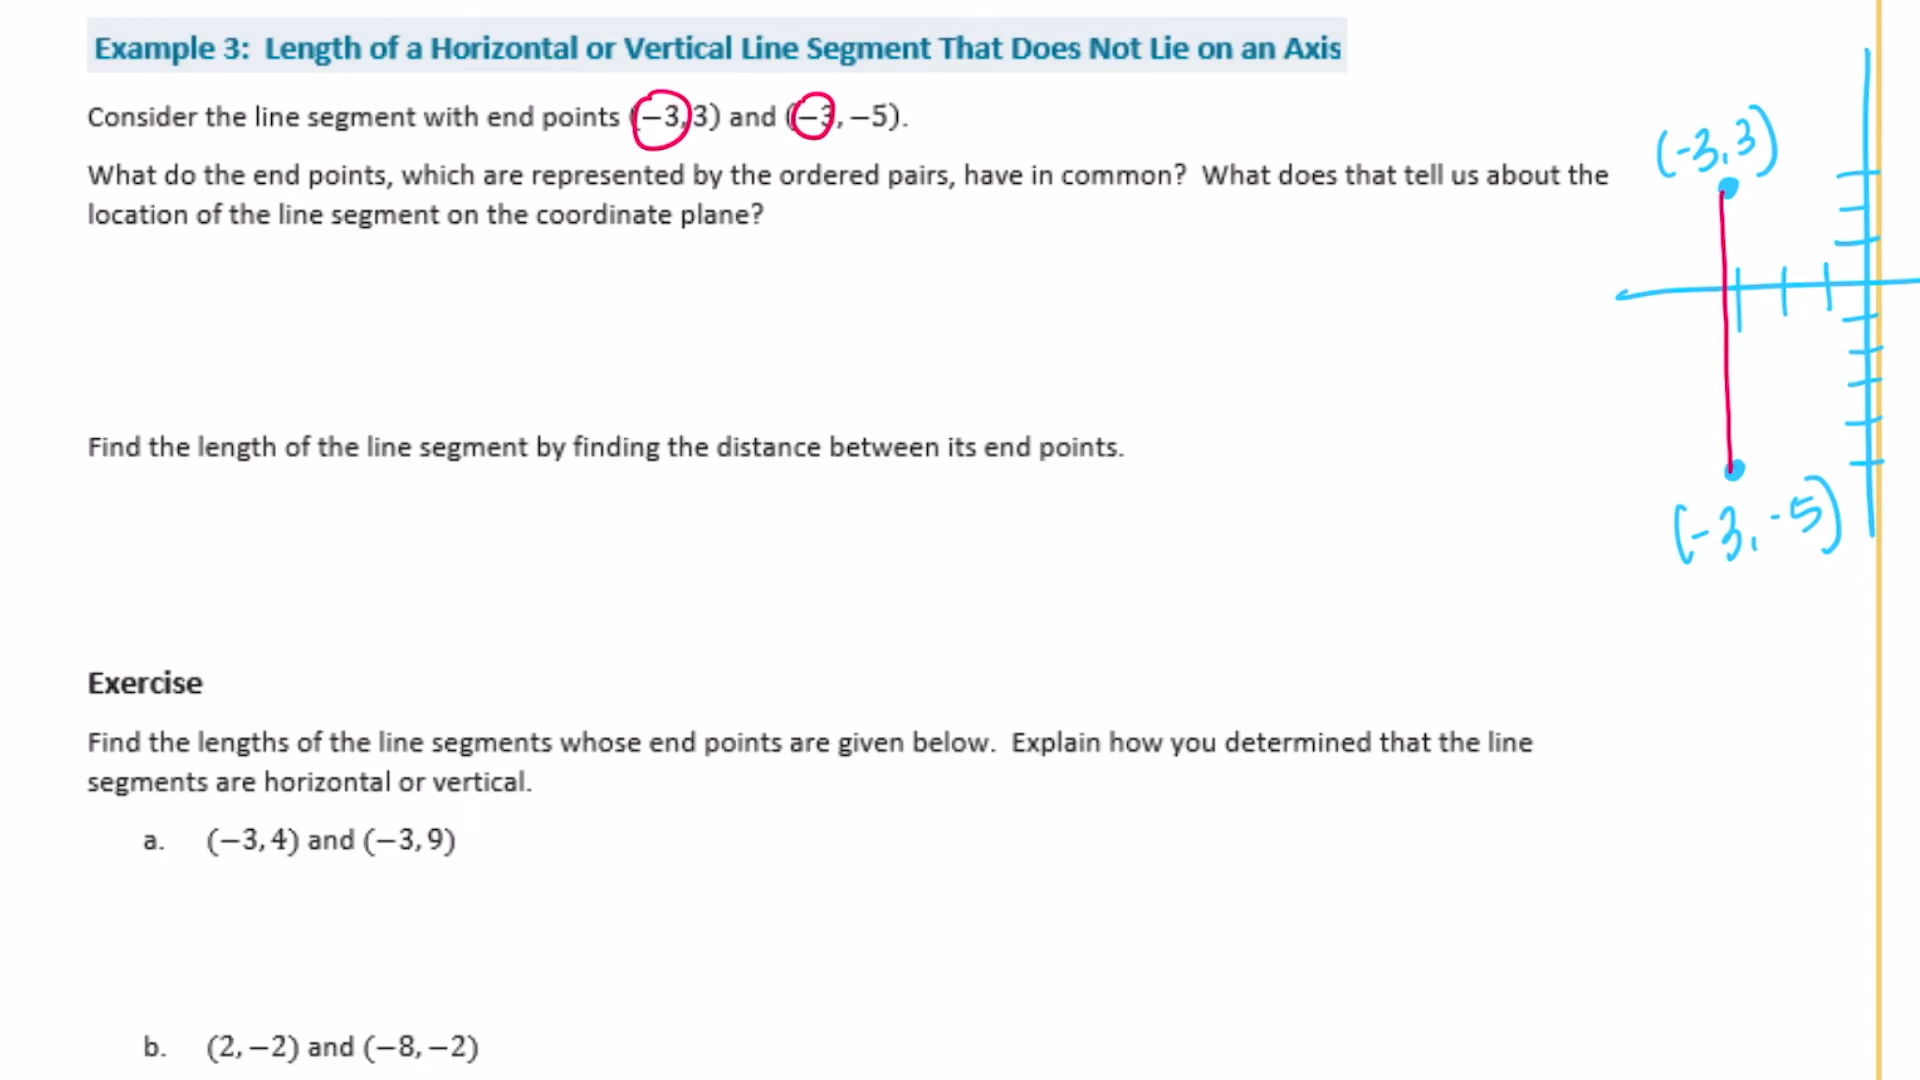 Example 3: Length of a Horizontal or Vertical Line Segment That Does Not Lie on an Axis
Consider the line segment with end points (−3, 3) and (−3, −5).
What do the end points, which are represented by the ordered pairs, have in common? What does that tell us about the
location of the line segment on the coordinate plane?
(-3,3)
Find the length of the line segment by finding the distance between its end points.
(-3,-5)
Exercise
Find the lengths of the line segments whose end points are given below. Explain how you determined that the line
segments are horizontal or vertical.
a. (−3, 4) and (−3, 9)
b. (2, −2) and (−8, −2)